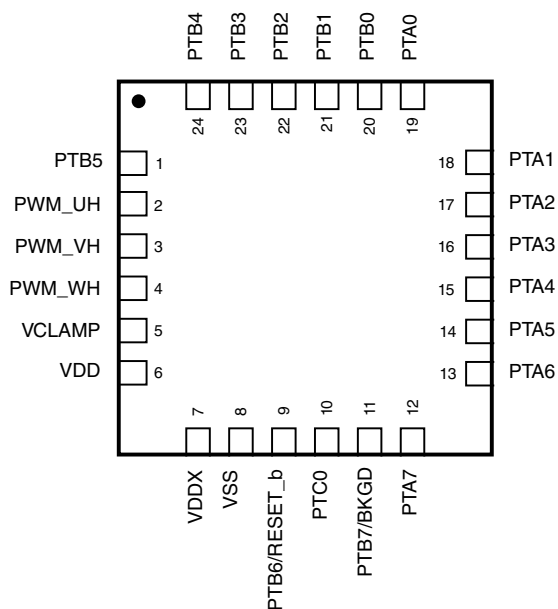 PTB4 PTB3 PTB2 PTB1 PTB0 PTA0
24 23 22 21 20 19
PTB5 1 18 PTA1
PWM_UH 2 17 PTA2
PWM_VH 3 16 PTA3
PWM_WH 4 15 PTA4
VCLAMP 5 14 PTA5
VDD 6 13 PTA6
7 8 9 10 11 12
VDDX VSS PTB6/RESET_b PTC0 PTB7/BKGD PTA7